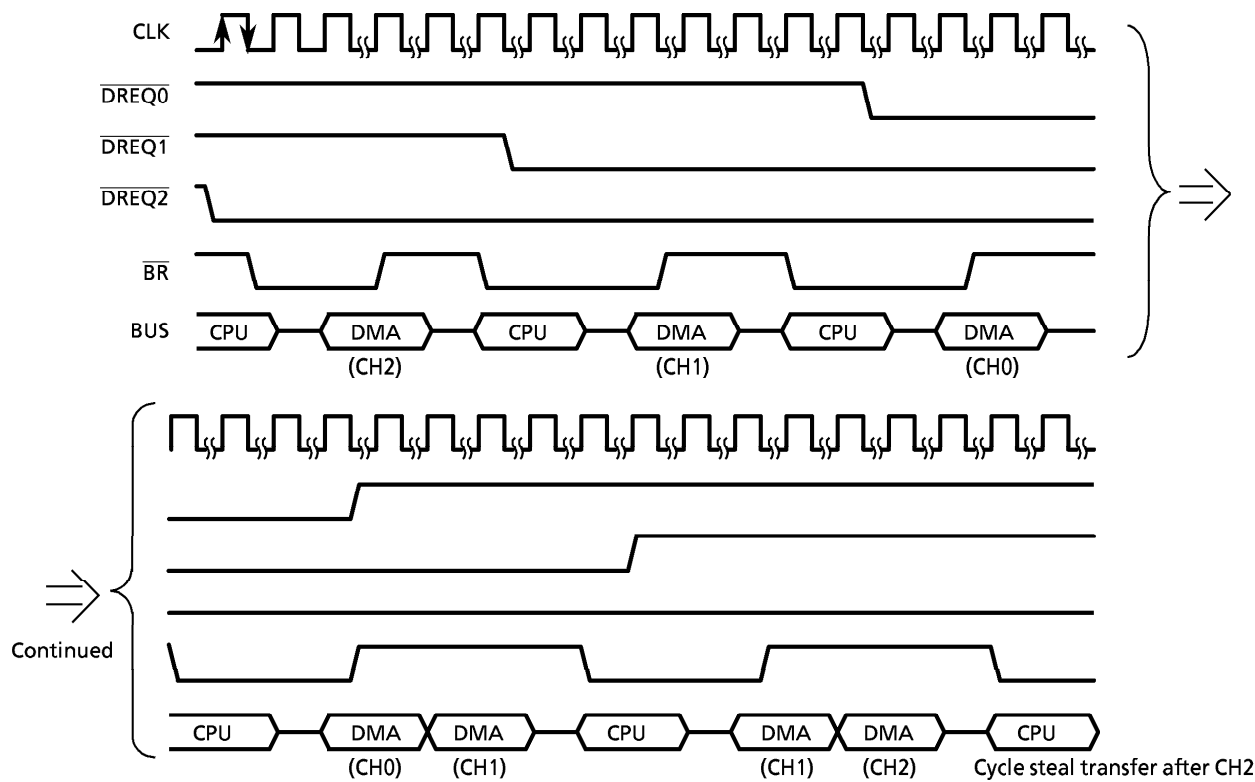 CLK
DREQ0
DREQ1
DREQ2
BR
BUS CPU DMA CPU DMA CPU DMA
(CH2) (CH1) (CH0)
Continued
CPU DMA DMA CPU DMA DMA CPU
(CH0) (CH1) (CH1) (CH2) Cycle steal transfer after CH2